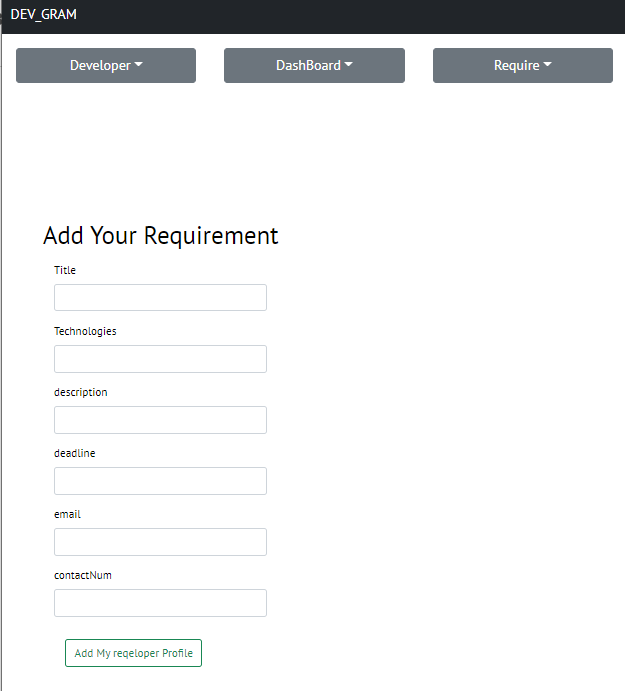 DEV_GRAM
Developer DashBoard Require
Add Your Requirement
Title
Technologies
description
deadline
email
contactNum
Add My reqeloper Profile